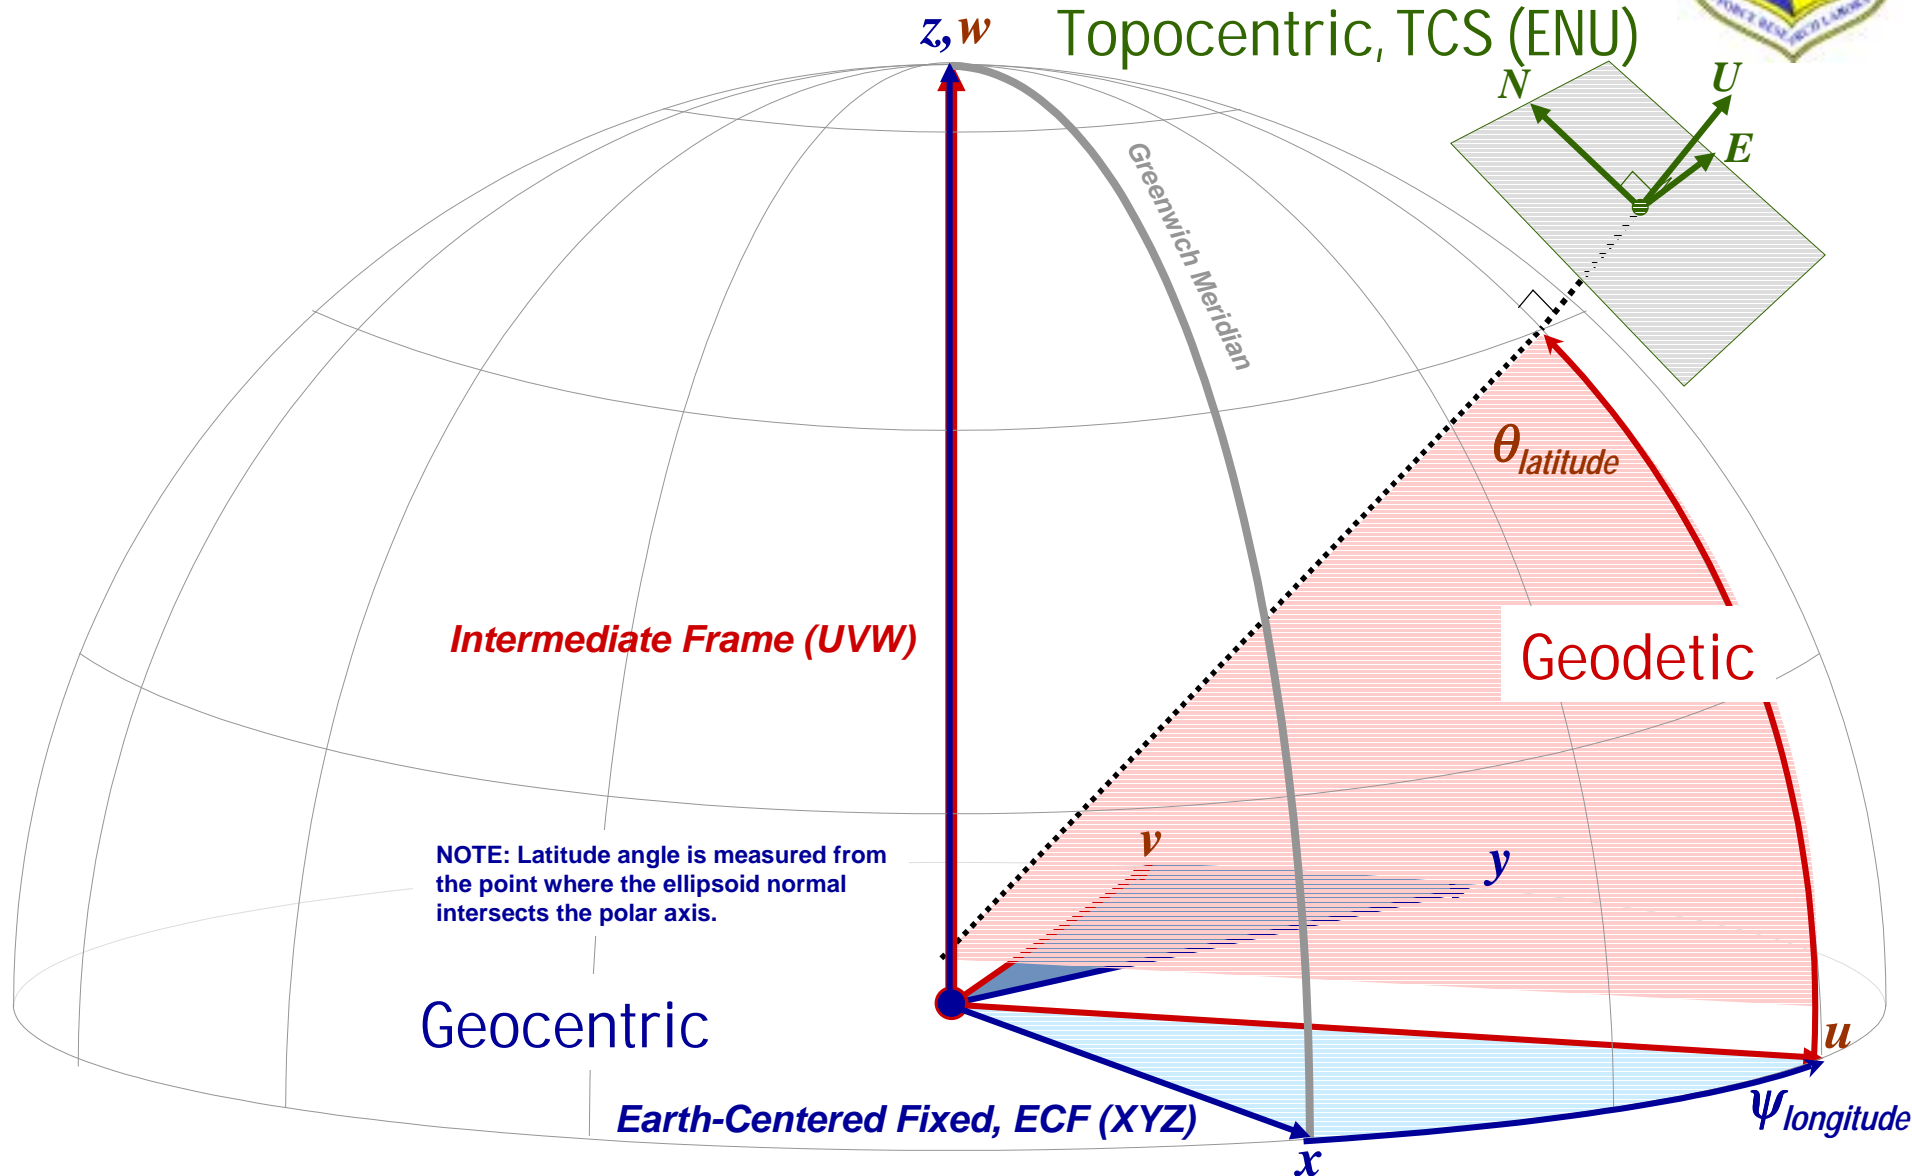 z, w
Topocentric, TCS (ENU)
N
U
E
Greenwich Meridian
θlatitude
Intermediate Frame (UVW)
Geodetic
NOTE: Latitude angle is measured from
the point where the ellipsoid normal
intersects the polar axis.
v
y
Geocentric
u
Earth-Centered Fixed, ECF (XYZ)
ψlongitude
x